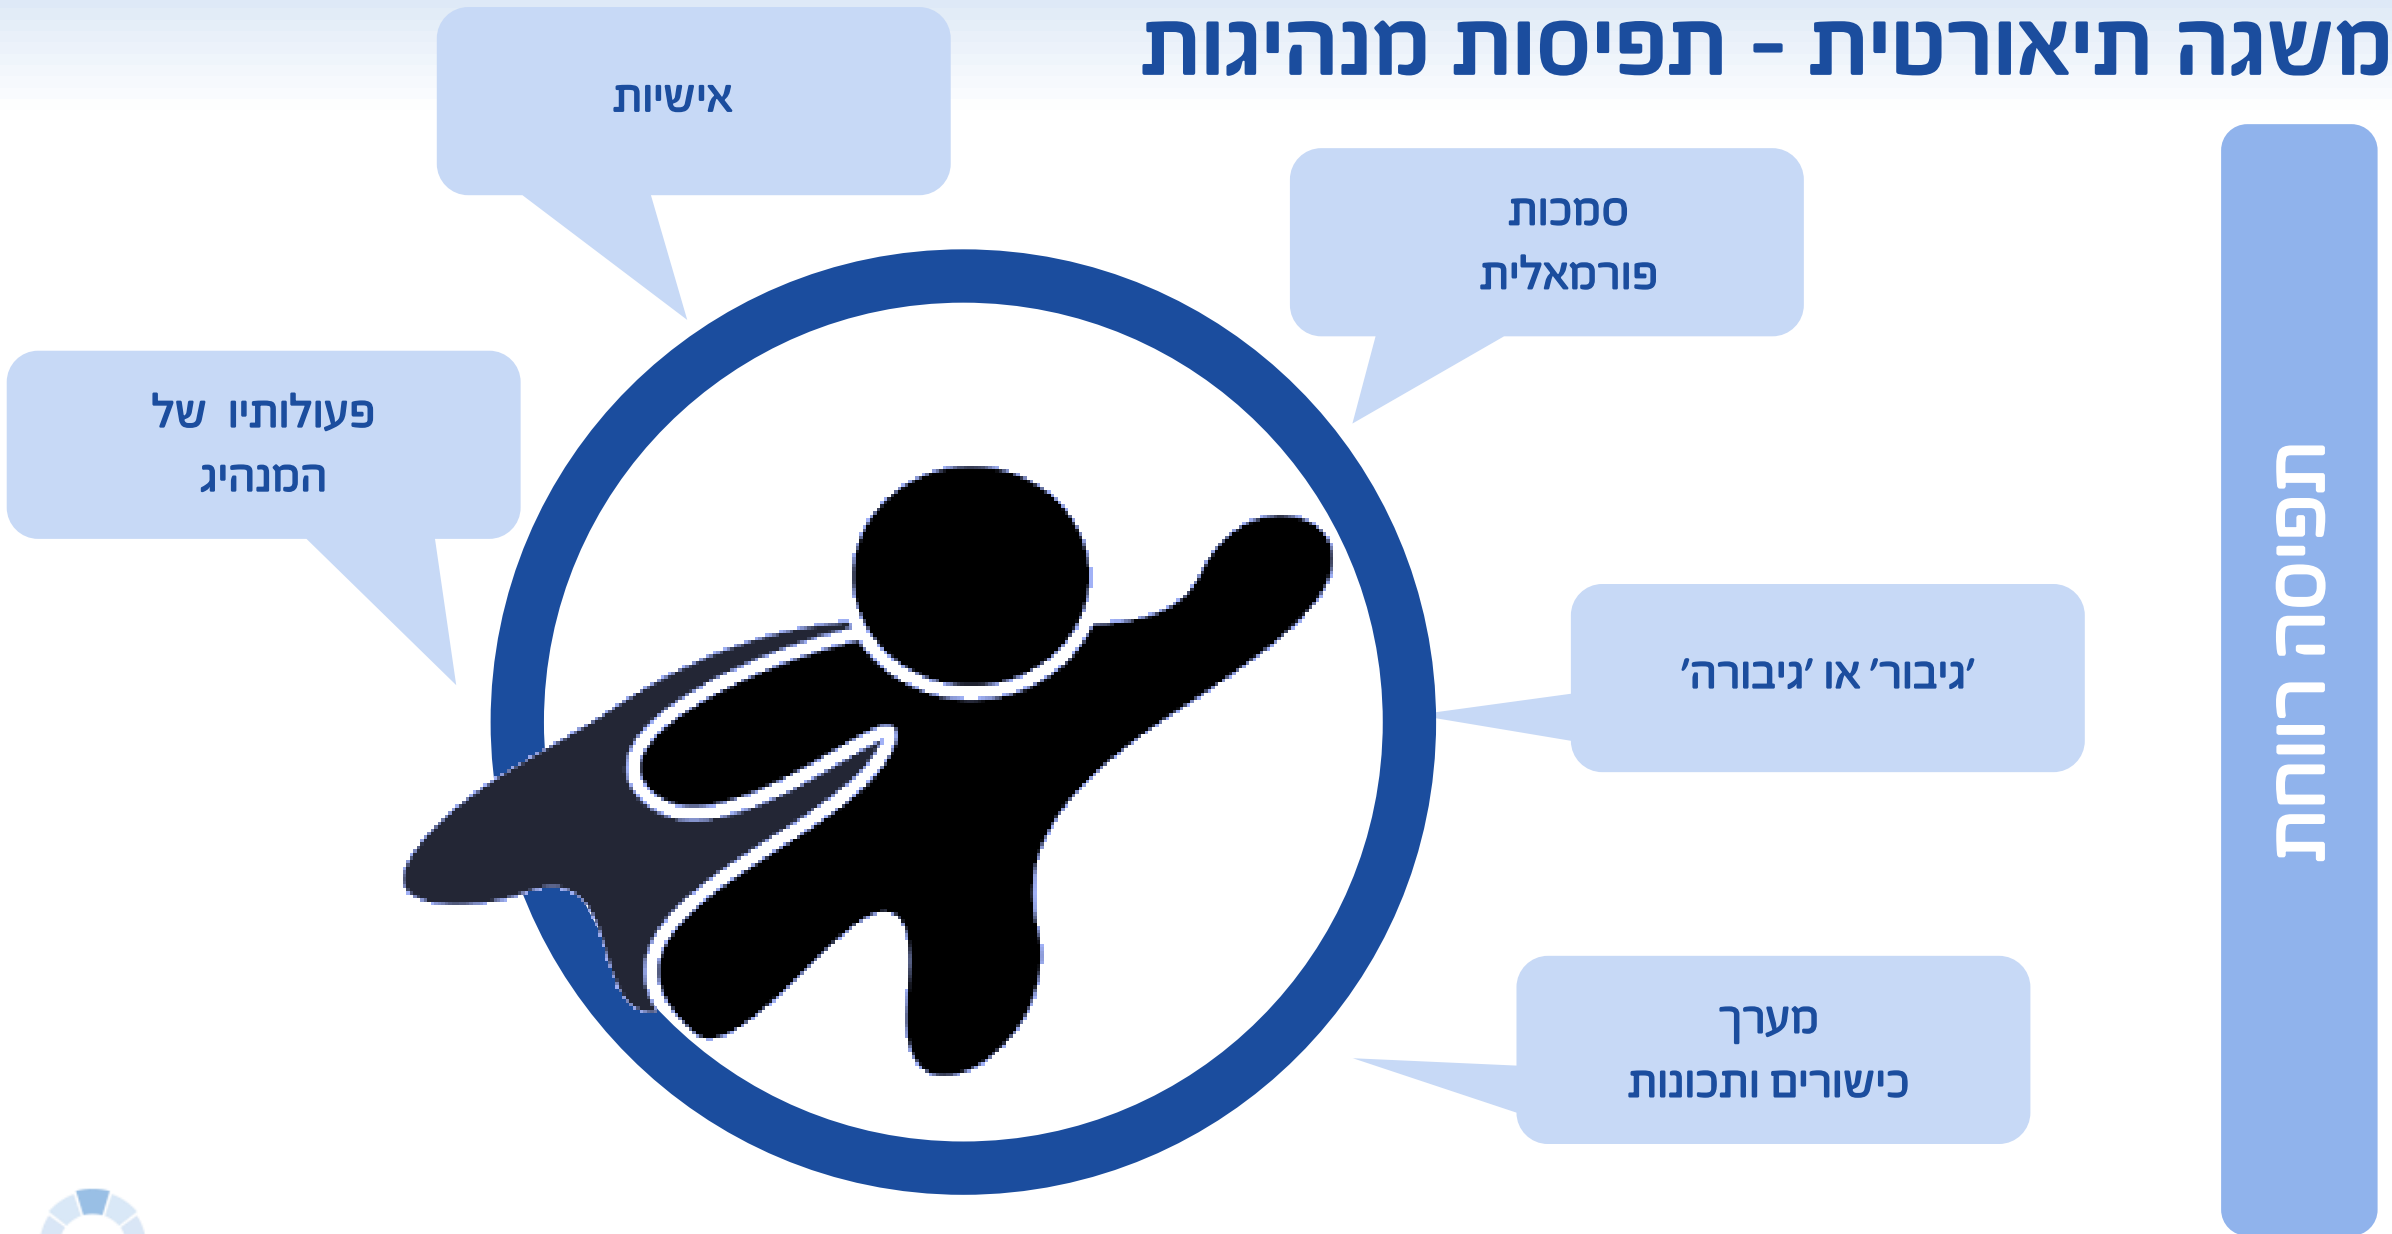 משגה תיאורטית - תפיסות מנהיגות
אישיות
סמכות
פורמאלית
פעולותיו של
המנהיג
'גיבור' או 'גיבורה'
מערך
כישורים ותכונות
תפיסה רווחת